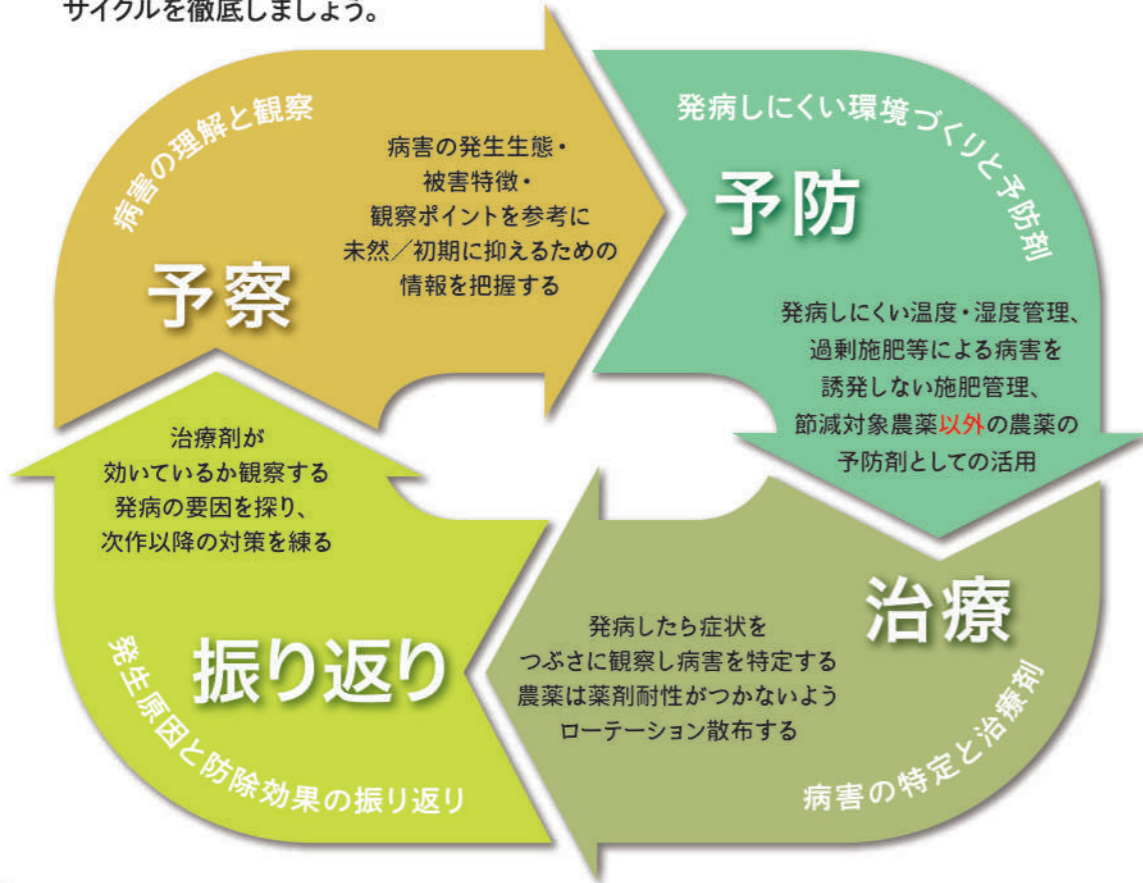 サイクルを徹底しましょう。
病害の理解と観察
予察
病害の発生生態・
被害特徴・
観察ポイントを参考に
未然／初期に抑えるための
情報を把握する
発病しにくい環境づくりと予防剤
予防
発病しにくい温度・湿度管理、
過剰施肥等による病害を
誘発しない施肥管理、
節減対象農薬以外の農薬の
予防剤としての活用
治療
発病したら症状を
つぶさに観察し病害を特定する
農薬は薬剤耐性がつかないよう
ローテーション散布する
病害の特定と治療剤
治療剤が
効いているか観察する
発病の要因を探り、
次作以降の対策を練る
振り返り
発生原因と防除効果の振り返り